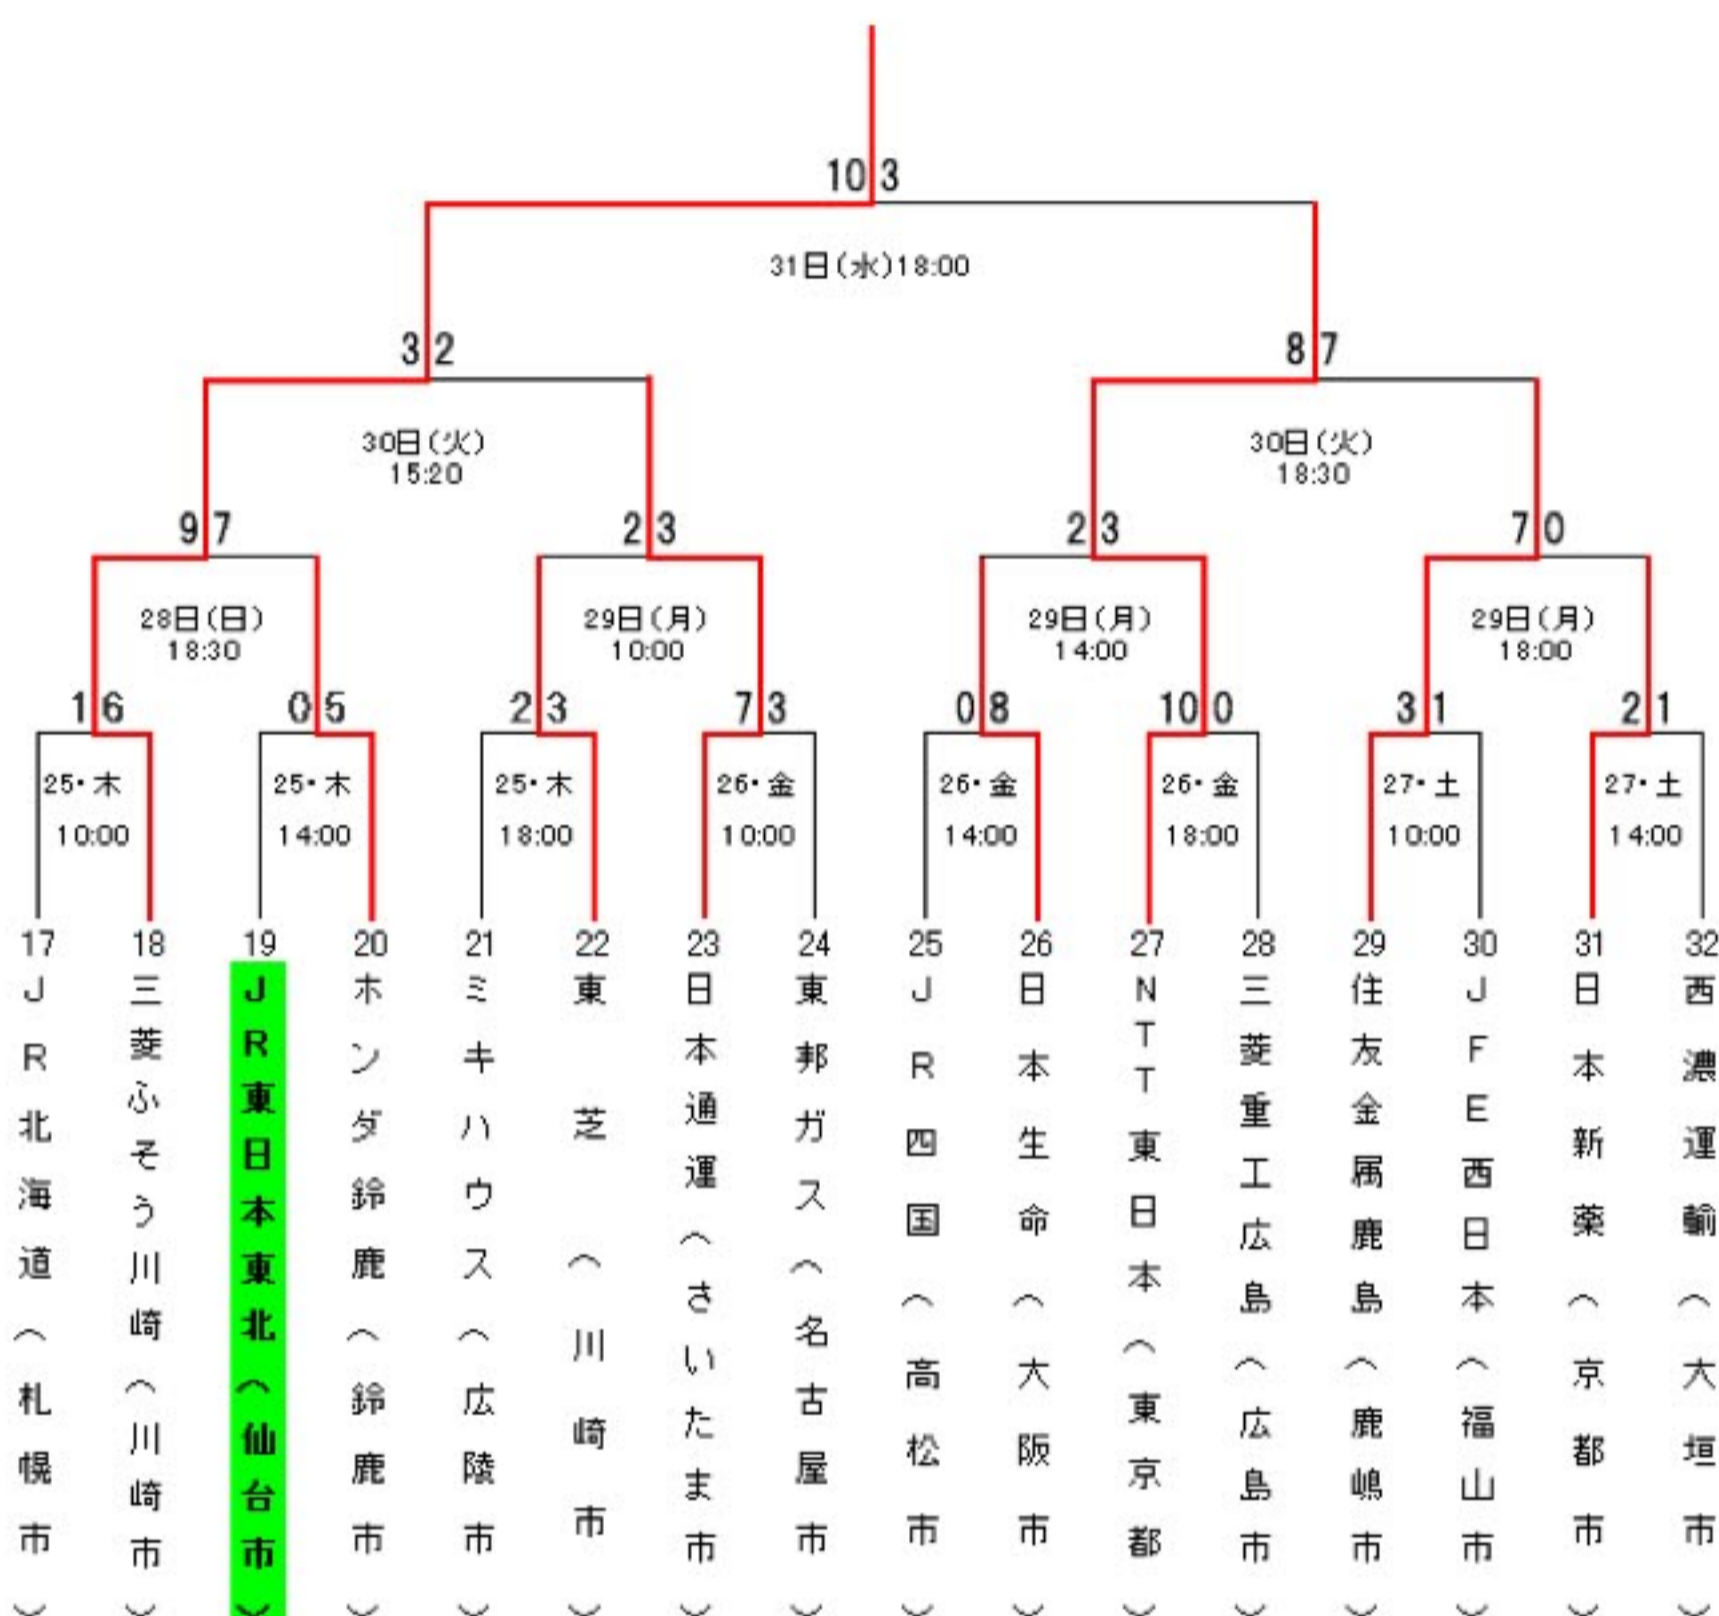 10 3
31日(水)18:00
3 2
8 7
30日(火)
15:20
30日(火)
18:30
9 7
2 3
2 3
7 0
28日(日)
18:30
29日(月)
10:00
29日(月)
14:00
29日(月)
18:00
1 6
0 5
2 3
7 3
0 8
10 0
3 1
2 1
25・木
10:00
25・木
14:00
25・木
18:00
26・金
10:00
26・金
14:00
26・金
18:00
27・土
10:00
27・土
14:00
17
JR北海道(札幌市)
18
三菱ふそう川崎(川崎市)
19
JR東日本東北(仙台市)
20
ホンダ鈴鹿(鈴鹿市)
21
ミキハウス(広陵市)
22
東芝(川崎市)
23
日本通運(さいたま市)
24
東邦ガス(名古屋市)
25
JR四国(高松市)
26
日本生命(大阪市)
27
NTT東日本(東京都)
28
三菱重工広島(広島市)
29
住友金属鹿島(鹿嶋市)
30
JFE西日本(福山市)
31
日本新薬(京都市)
32
西濃運輸(大垣市)